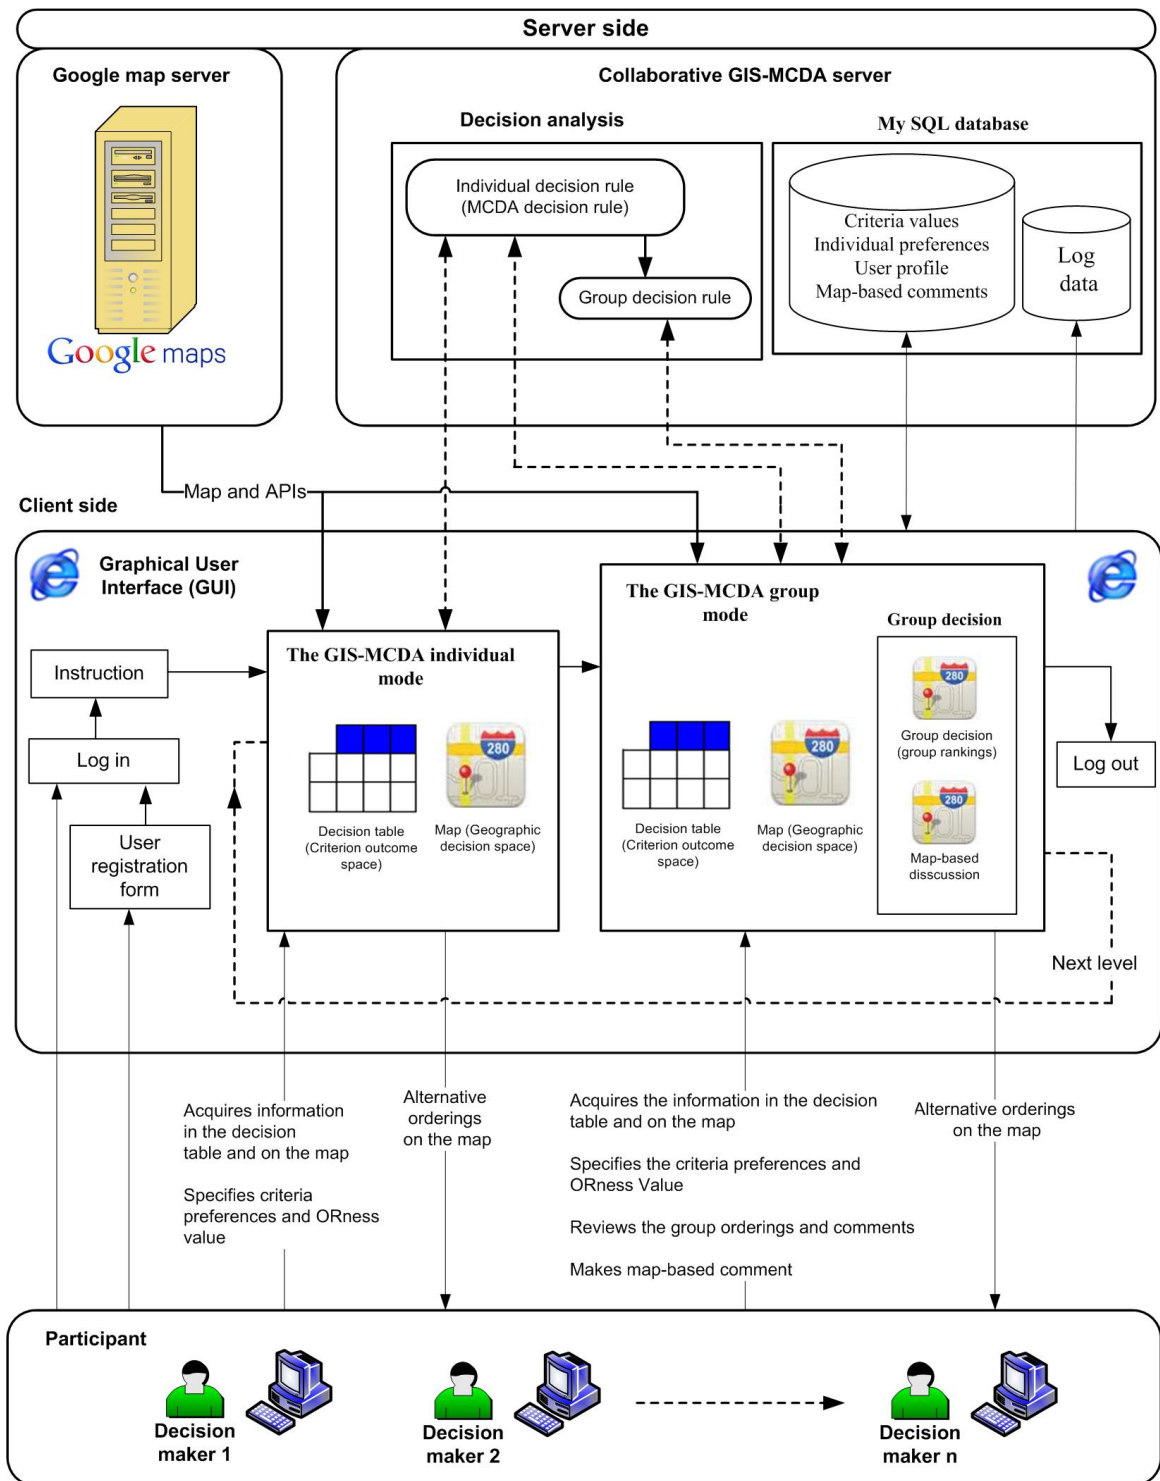 Server side
Google map server
Collaborative GIS-MCDA server
Decision analysis
My SQL database
Individual decision rule
(MCDA decision rule)
Group decision rule
Criteria values
Individual preferences
User profile
Map-based comments
Log
data
Google maps
Map and APIs
Client side
Graphical User
Interface (GUI)
Instruction
Log in
User
registration
form
The GIS-MCDA individual
mode
280
Decision table
(Criterion outcome
space)
Map (Geographic
decision space)
The GIS-MCDA group
mode
280
Decision table
(Criterion outcome
space)
Map (Geographic
decision space)
Group decision
280
Group decision
(group rankings)
280
Map-based
disscussion
Log out
Next level
Acquires information
in the decision
table and on the map
Specifies criteria
preferences and ORness
value
Alternative
orderings
on the map
Acquires the information in the decision
table and on the map
Specifies the criteria preferences and
ORness Value
Reviews the group orderings and comments
Makes map-based comment
Alternative orderings
on the map
Participant
Decision
maker 1
Decision
maker 2
Decision
maker n